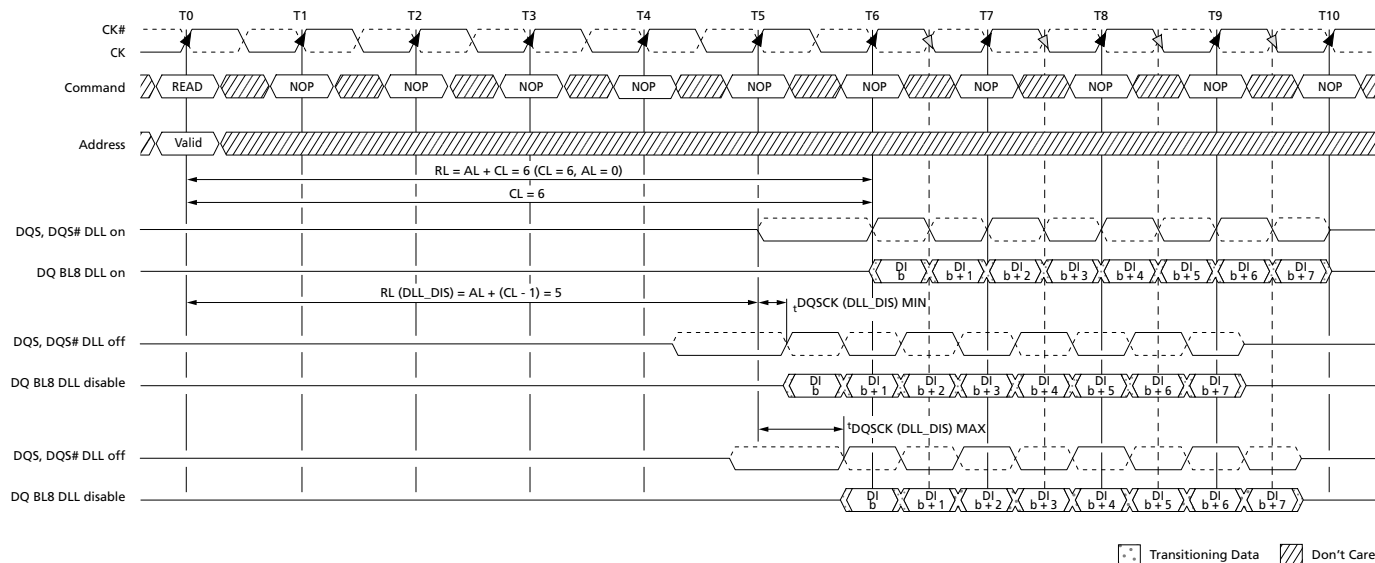 T0 T1 T2 T3 T4 T5 T6 T7 T8 T9 T10
CK#
CK
Command READ NOP NOP NOP NOP NOP NOP NOP NOP NOP NOP
Address Valid
RL = AL + CL = 6 (CL = 6, AL = 0)
CL = 6
DQS, DQS# DLL on
DQ BL8 DLL on DI b DI b + 1 DI b + 2 DI b + 3 DI b + 4 DI b + 5 DI b + 6 DI b + 7
RL (DLL_DIS) = AL + (CL - 1) = 5
tDQSCK (DLL_DIS) MIN
DQS, DQS# DLL off
DQ BL8 DLL disable DI b DI b + 1 DI b + 2 DI b + 3 DI b + 4 DI b + 5 DI b + 6 DI b + 7
tDQSCK (DLL_DIS) MAX
DQS, DQS# DLL off
DQ BL8 DLL disable DI b DI b + 1 DI b + 2 DI b + 3 DI b + 4 DI b + 5 DI b + 6 DI b + 7
Transitioning Data Don't Care